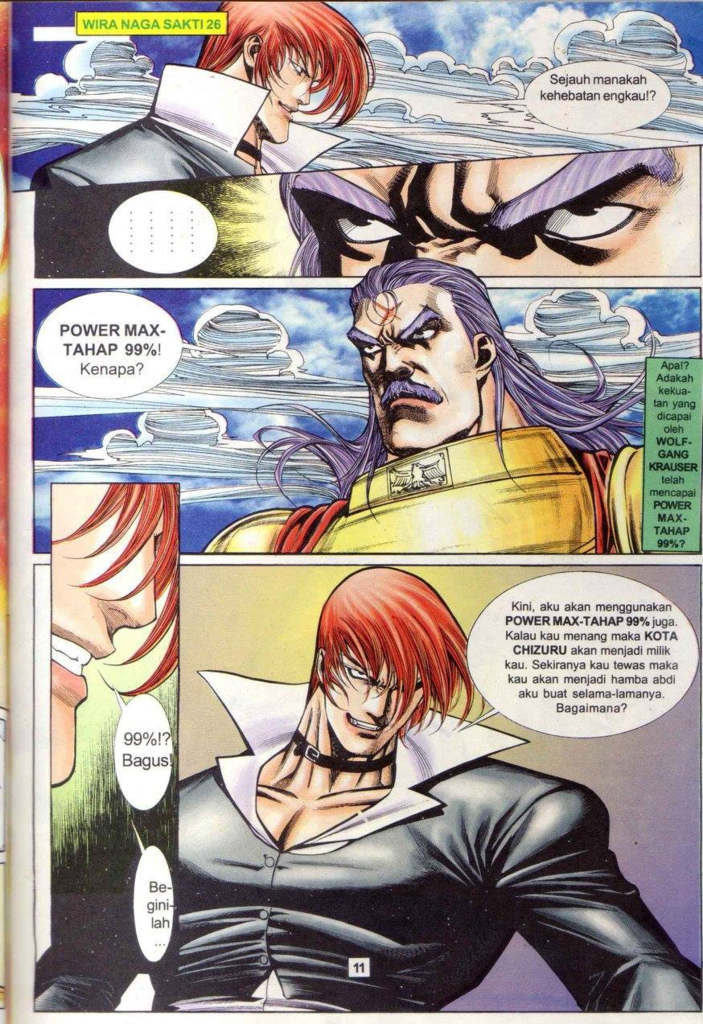 WIRA NAGA SAKTI 26
Sejauh manakah
kehebatan engkau!?
POWER MAX-
TAHAP 99%!
Kenapa?
Apa!?
Adakah
kekua-
tan yang
dicapai
oleh
WOLF-
GANG
KRAUSER
telah
mencapai
POWER
MAX-
TAHAP
99%?
99%!?
Bagus!
Be-
gini-
lah
...
Kini, aku akan menggunakan
POWER MAX-TAHAP 99% juga.
Kalau kau menang maka KOTA
CHIZURU akan menjadi milik
kau. Sekiranya kau tewas maka
kau akan menjadi hamba abdi
aku buat selama-lamanya.
Bagaimana?
11